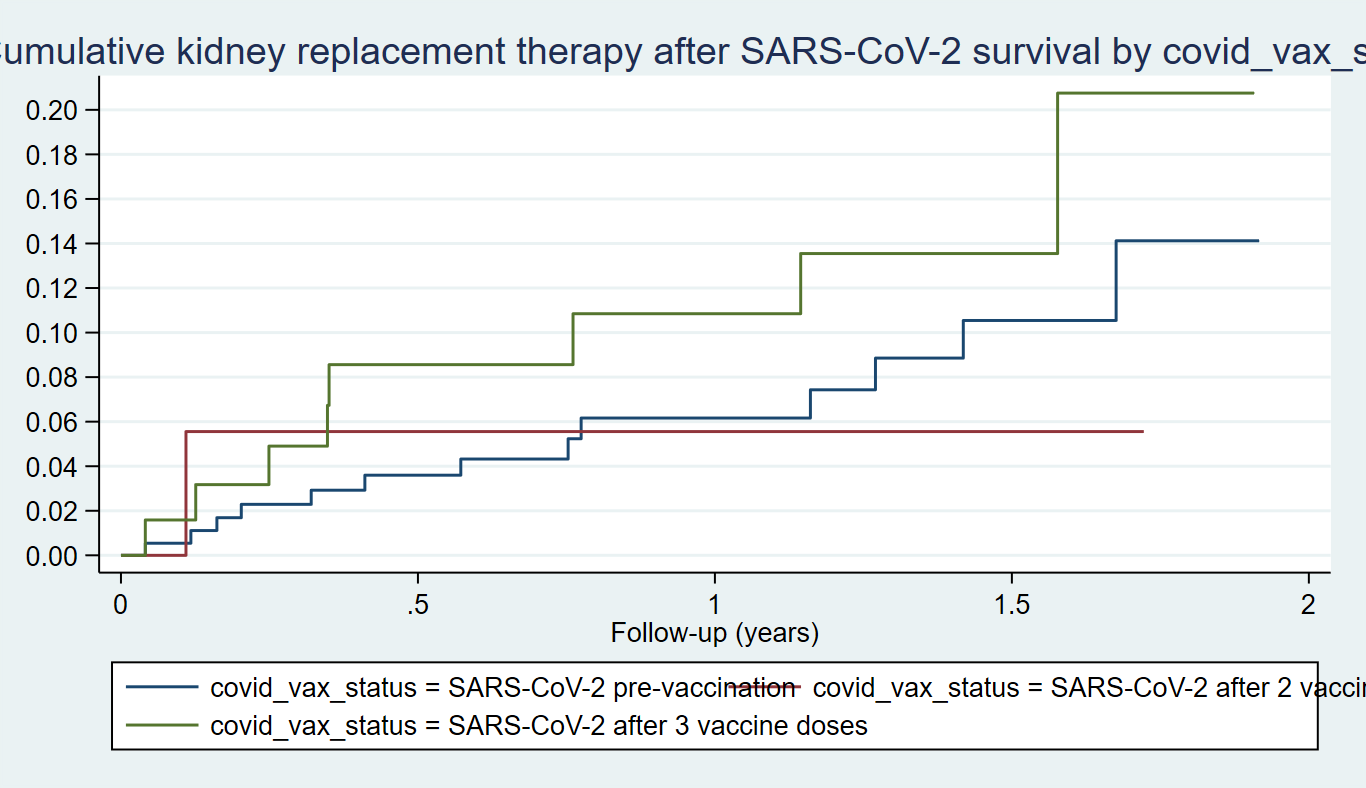 umulative kidney replacement therapy after SARS-CoV-2 survival by covid_vax_s
0.20
0.18
0.16
0.14
0.12
0.10
0.08
0.06
0.04
0.02
0.00
0 .5 1 1.5 2
Follow-up (years)
covid_vax_status = SARS-CoV-2 pre-vaccination
covid_vax_status = SARS-CoV-2 after 2 vaccin
covid_vax_status = SARS-CoV-2 after 3 vaccine doses